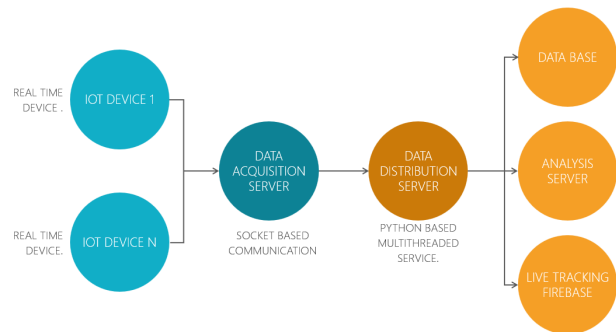 REAL TIME
DEVICE .
IOT DEVICE 1
REAL TIME
DEVICE.
IOT DEVICE N
DATA
ACQUISITION
SERVER
SOCKET BASED
COMMUNICATION
DATA
DISTRIBUTION
SERVER
PYTHON BASED
MULTITHREADED
SERVICE.
DATA BASE
ANALYSIS
SERVER
LIVE TRACKING
FIREBASE